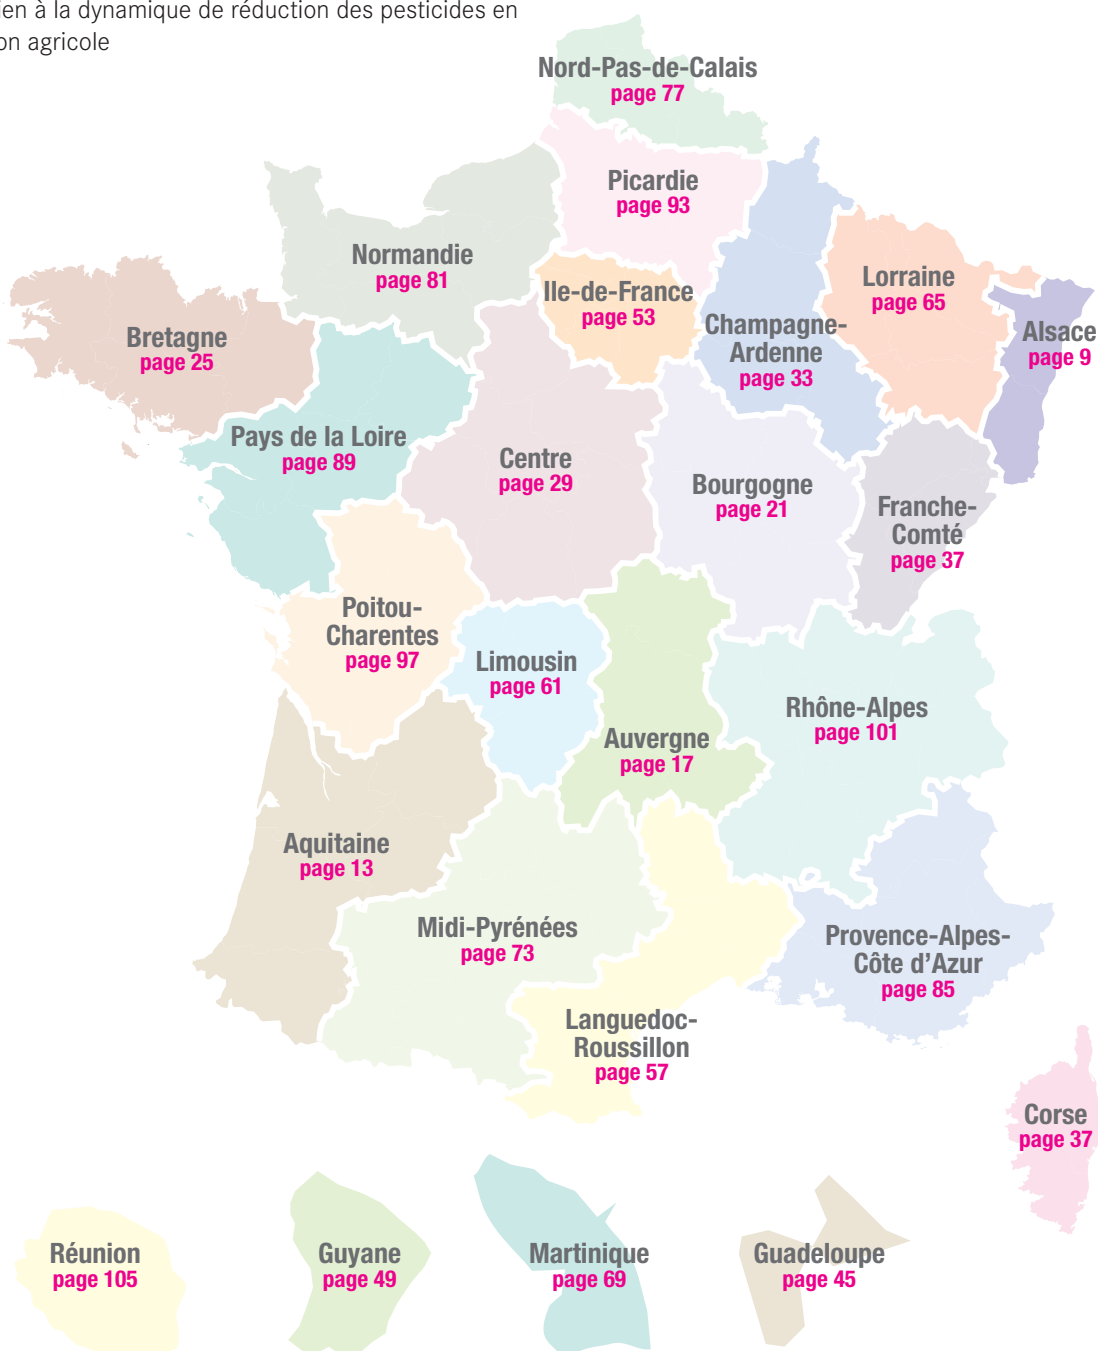 ien à la dynamique de réduction des pesticides en
on agricole
Nord-Pas-de-Calais
page 77
Picardie
page 93
Normandie
page 81
Ile-de-France
page 53
Lorraine
page 65
Champagne-
Ardenne
page 33
Alsace
page 9
Bretagne
page 25
Pays de la Loire
page 89
Centre
page 29
Bourgogne
page 21
Franche-
Comté
page 37
Poitou-
Charentes
page 97
Limousin
page 61
Auvergne
page 17
Rhône-Alpes
page 101
Aquitaine
page 13
Midi-Pyrénées
page 73
Provence-Alpes-
Côte d'Azur
page 85
Languedoc-
Roussillon
page 57
Corse
page 37
Réunion
page 105
Guyane
page 49
Martinique
page 69
Guadeloupe
page 45